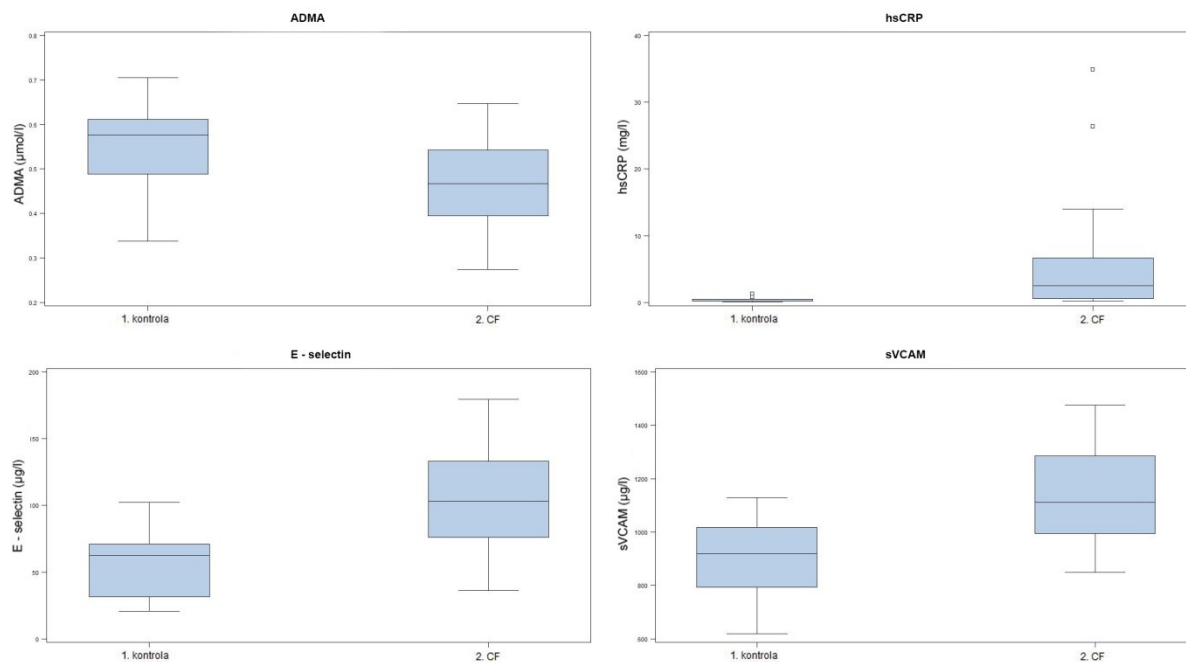 ADMA
ADMA (µmol/l)
0.8
0.7
0.6
0.5
0.4
0.3
0.2
1. kontrola
2. CF
hsCRP
hsCRP (mg/l)
40
30
20
10
0
1. kontrola
2. CF
E - selectin
E - selectin (µg/l)
200
150
100
50
0
1. kontrola
2. CF
sVCAM
sVCAM (µg/l)
1600
1400
1200
1000
800
600
1. kontrola
2. CF